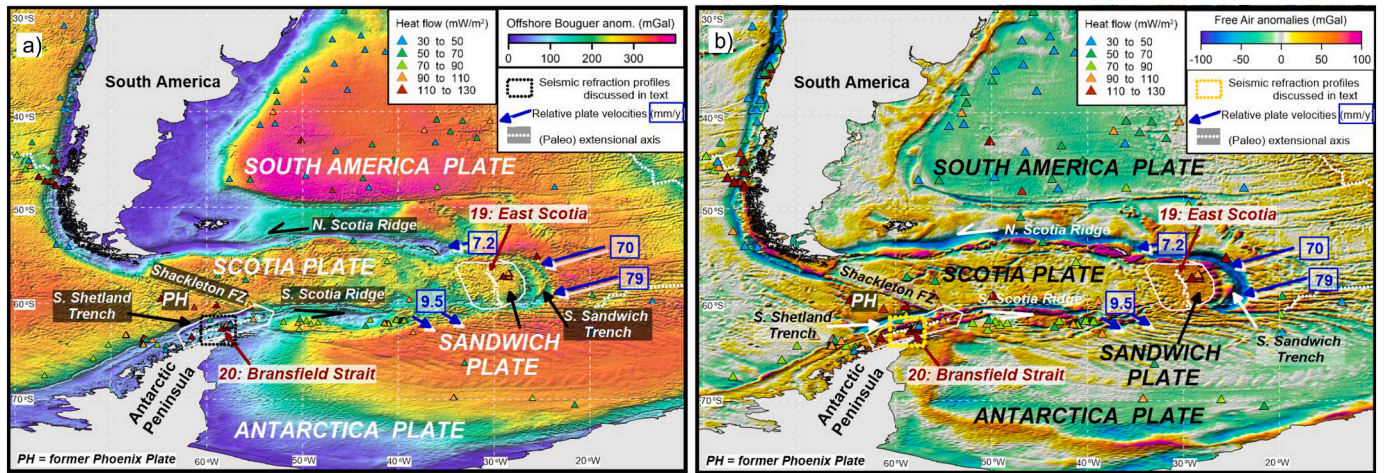 a)
30°S
40°S
50°S
60°S
70°S
60°W
50°W
40°W
30°W
20°W
Heat flow (mW/m²)
30 to 50
50 to 70
70 to 90
90 to 110
110 to 130
Offshore Bouguer anom. (mGal)
0 100 200 300
Seismic refraction profiles
discussed in text
Relative plate velocities (mm/y)
(Paleo) extensional axis
South America
SOUTH AMERICA PLATE
19: East Scotia
N. Scotia Ridge
7.2
70
SCOTIA PLATE
79
Shackleton FZ
PH
S. Shetland
Trench
S. Scotia Ridge
9.5
S. Sandwich
Trench
SANDWICH
PLATE
20: Bransfield Strait
Antarctic
Peninsula
ANTARCTICA PLATE
PH = former Phoenix Plate
b)
30°S
40°S
50°S
60°S
70°S
60°W
50°W
40°W
30°W
20°W
Heat flow (mW/m²)
30 to 50
50 to 70
70 to 90
90 to 110
110 to 130
Free Air anomalies (mGal)
-100 -50 0 50 100
Seismic refraction profiles
discussed in text
Relative plate velocities (mm/y)
(Paleo) extensional axis
South America
SOUTH AMERICA PLATE
19: East Scotia
N. Scotia Ridge
7.2
70
SCOTIA PLATE
79
Shackleton FZ
PH
S. Shetland
Trench
S. Scotia Ridge
9.5
S. Sandwich
Trench
SANDWICH
PLATE
20: Bransfield Strait
Antarctic
Peninsula
ANTARCTICA PLATE
PH = former Phoenix Plate